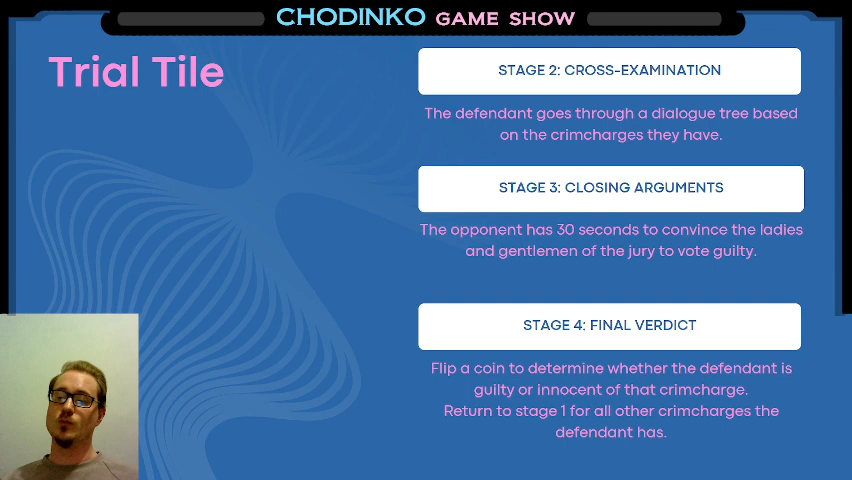 CHODINKO GAME SHOW
Trial Tile
STAGE 2: CROSS-EXAMINATION
The defendant goes through a dialogue tree based
on the crimcharges they have.
STAGE 3: CLOSING ARGUMENTS
The opponent has 30 seconds to convince the ladies
and gentlemen of the jury to vote guilty.
STAGE 4: FINAL VERDICT
Flip a coin to determine whether the defendant is
guilty or innocent of that crimcharge.
Return to stage 1 for all other crimcharges the
defendant has.